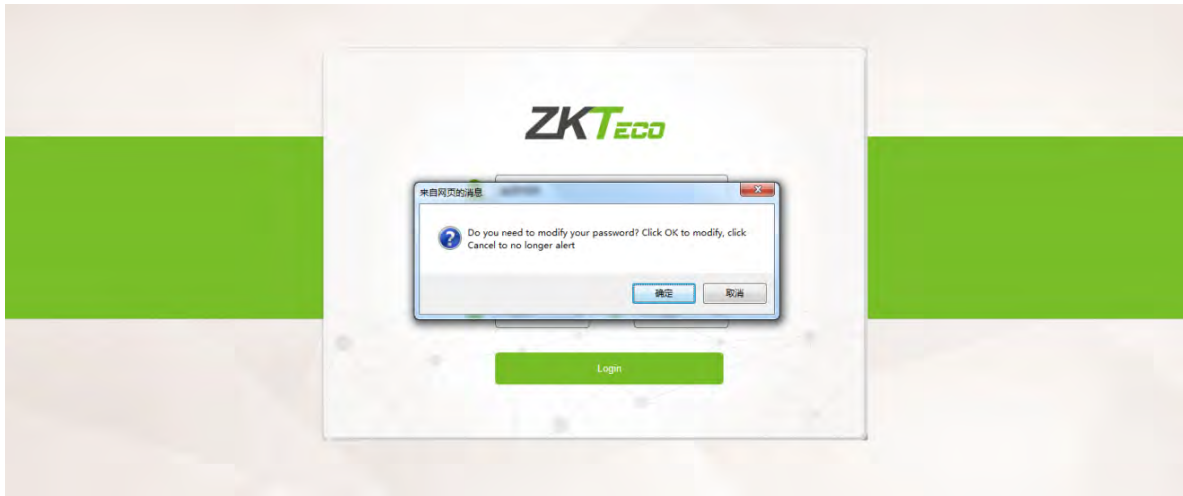 ZKTECO
来自网页的消息
Do you need to modify your password? Click OK to modify, click
Cancel to no longer alert
确定
取消
Login